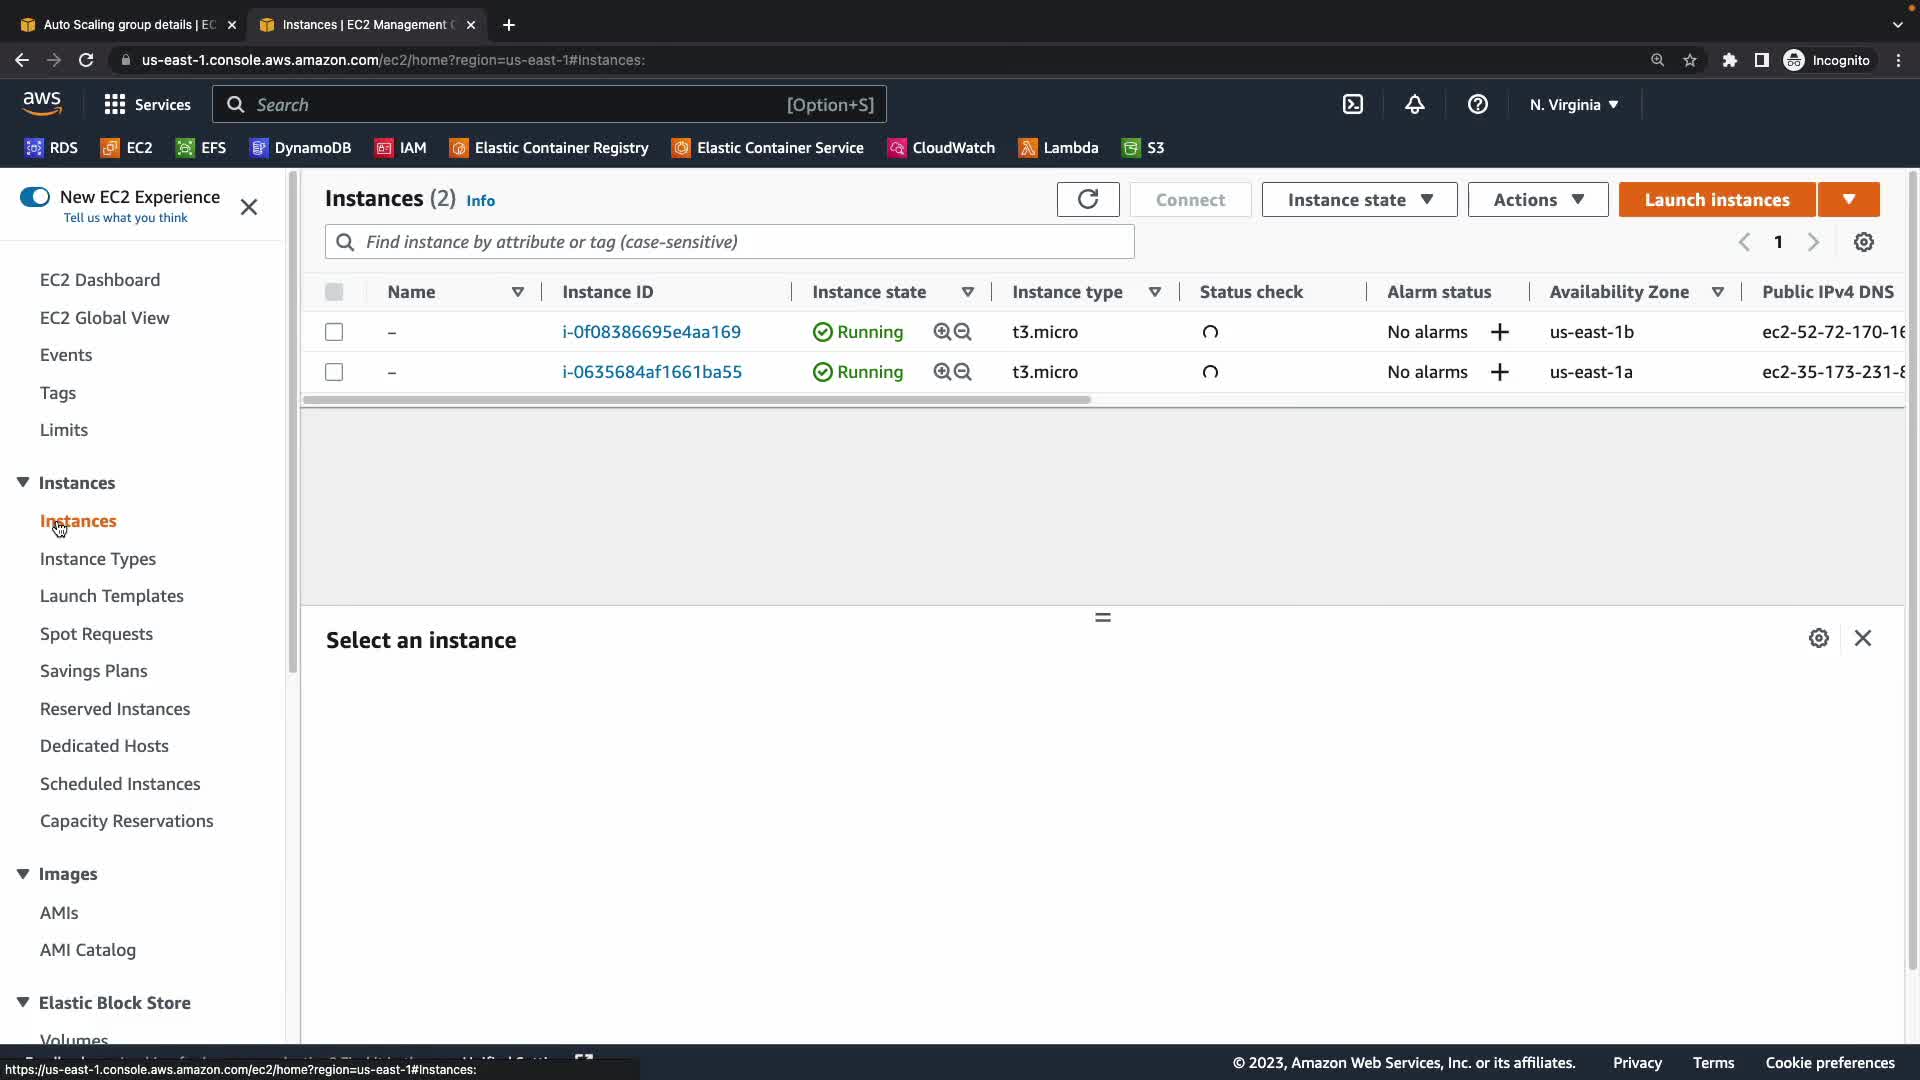 Auto Scaling group details | EC
Instances | EC2 Management C
us-east-1.console.aws.amazon.com/ec2/home?region=us-east-1#Instances:
Incognito
aws
Services
Search
[Option+S]
N. Virginia
RDS
EC2
EFS
DynamoDB
IAM
Elastic Container Registry
Elastic Container Service
CloudWatch
Lambda
S3
New EC2 Experience
Tell us what you think
EC2 Dashboard
EC2 Global View
Events
Tags
Limits
Instances
Instances
Instance Types
Launch Templates
Spot Requests
Savings Plans
Reserved Instances
Dedicated Hosts
Scheduled Instances
Capacity Reservations
Images
AMIs
AMI Catalog
Elastic Block Store
Volumes
Instances (2) Info
Connect
Instance state
Actions
Launch instances
Find instance by attribute or tag (case-sensitive)
1
Name
Instance ID
Instance state
Instance type
Status check
Alarm status
Availability Zone
Public IPv4 DNS
– i-0f08386695e4aa169 Running t3.micro No alarms + us-east-1b ec2-52-72-170-16
– i-0635684af1661ba55 Running t3.micro No alarms + us-east-1a ec2-35-173-231-8
Select an instance
© 2023, Amazon Web Services, Inc. or its affiliates.
Privacy
Terms
Cookie preferences
https://us-east-1.console.aws.amazon.com/ec2/home?region=us-east-1#Instances: